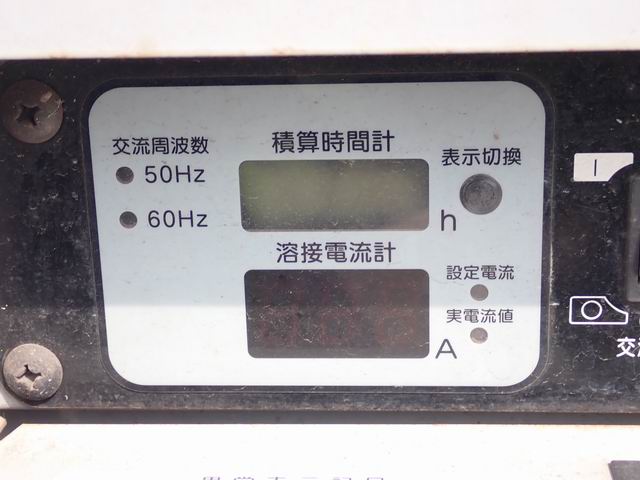 交流周波数
50Hz
60Hz
積算時間計
h
表示切換
溶接電流計
A
設定電流
実電流値
I
交流